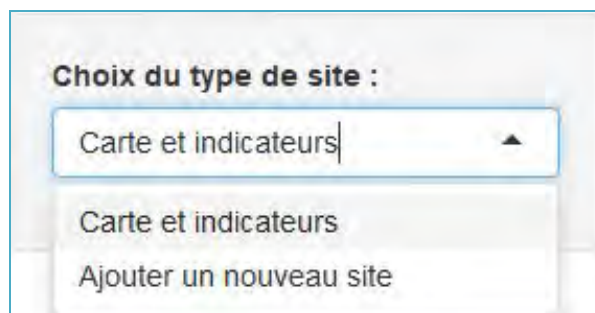 Choix du type de site :
Carte et indicateurs
Carte et indicateurs
Ajouter un nouveau site